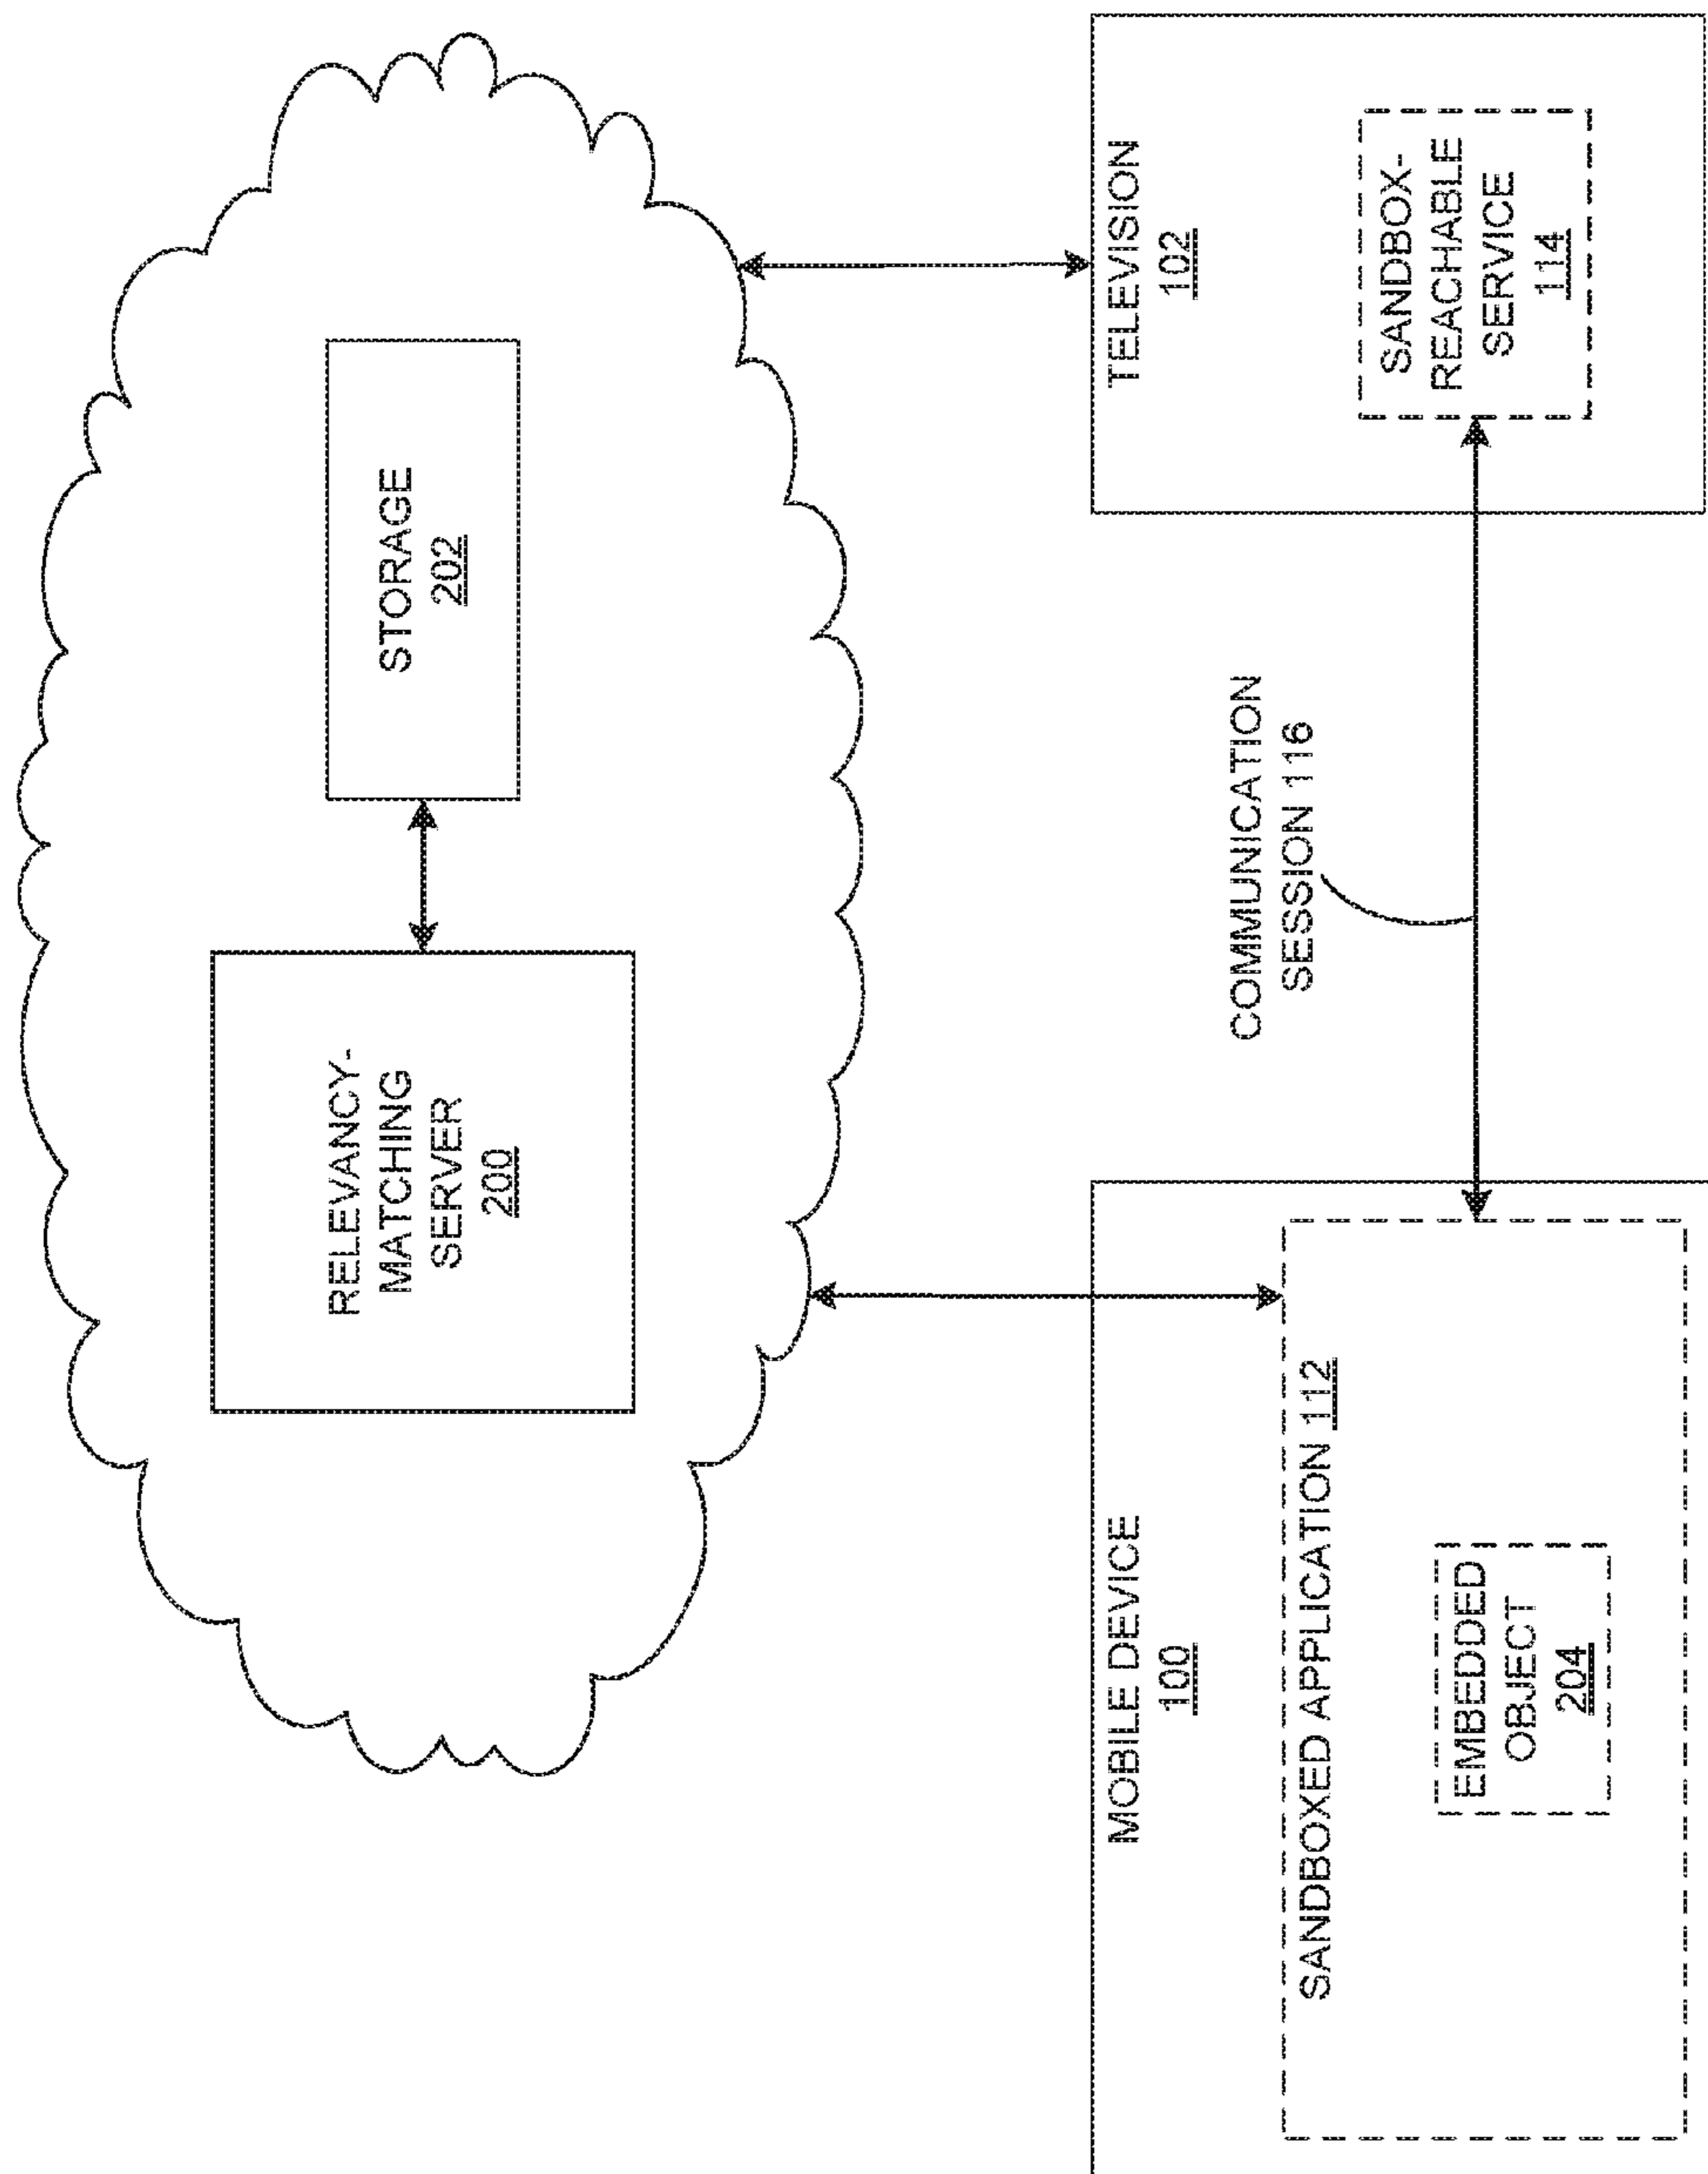 RELEVANCY-
MATCHING
SERVER
200
STORAGE
202
MOBILE DEVICE
100
SANDBOXED APPLICATION 112
EMBEDDED
OBJECT
204
COMMUNICATION
SESSION 116
TELEVISION
102
SANDBOX-
REACHABLE
SERVICE
114